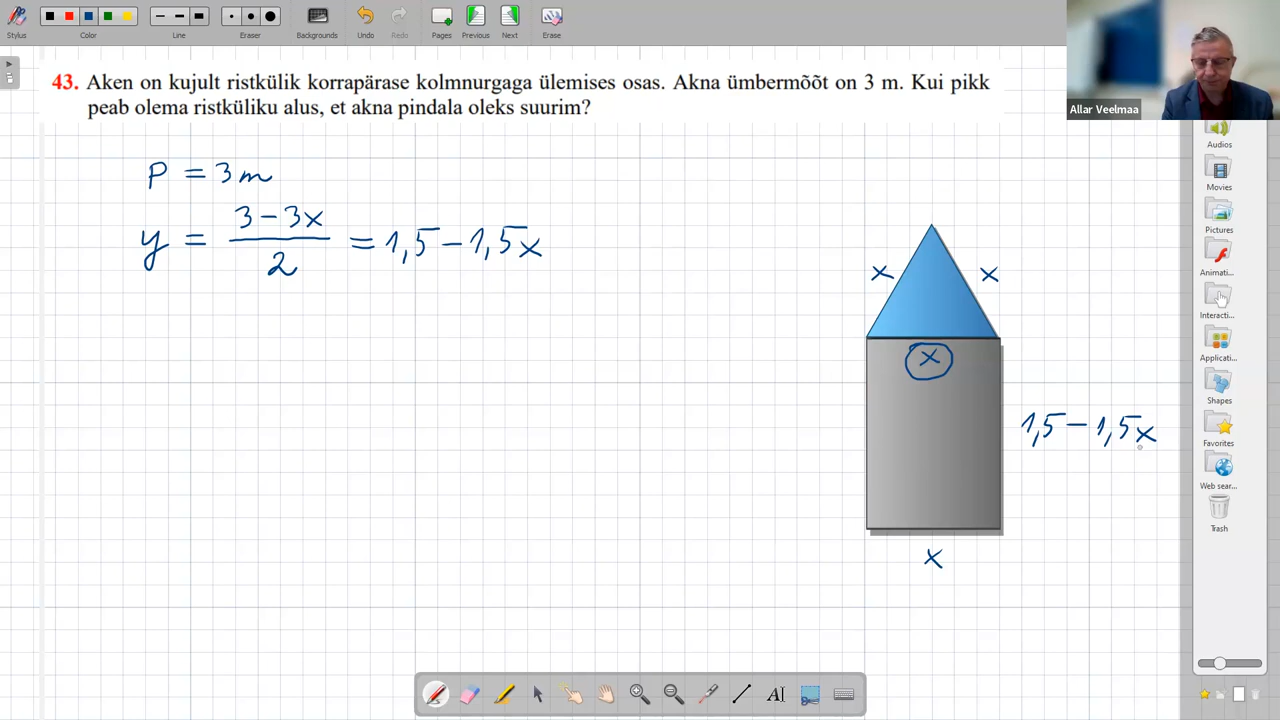 Stylus
Color
Line
Eraser
Backgrounds
Undo
Redo
Pages
Previous
Next
Erase
43. Aken on kujult ristkülik korrapärase kolmnurgaga ülemises osas. Akna ümbermõõt on 3 m. Kui pikk
peab olema ristküliku alus, et akna pindala oleks suurim?
Allar Veelmaa
P = 3m
y = (3 - 3x)/2 = 1,5 - 1,5x
x x
x
1,5 - 1,5x
x
Audios
Movies
Pictures
Animati...
Interacti...
Applicati...
Shapes
Favorites
Web sear...
Trash